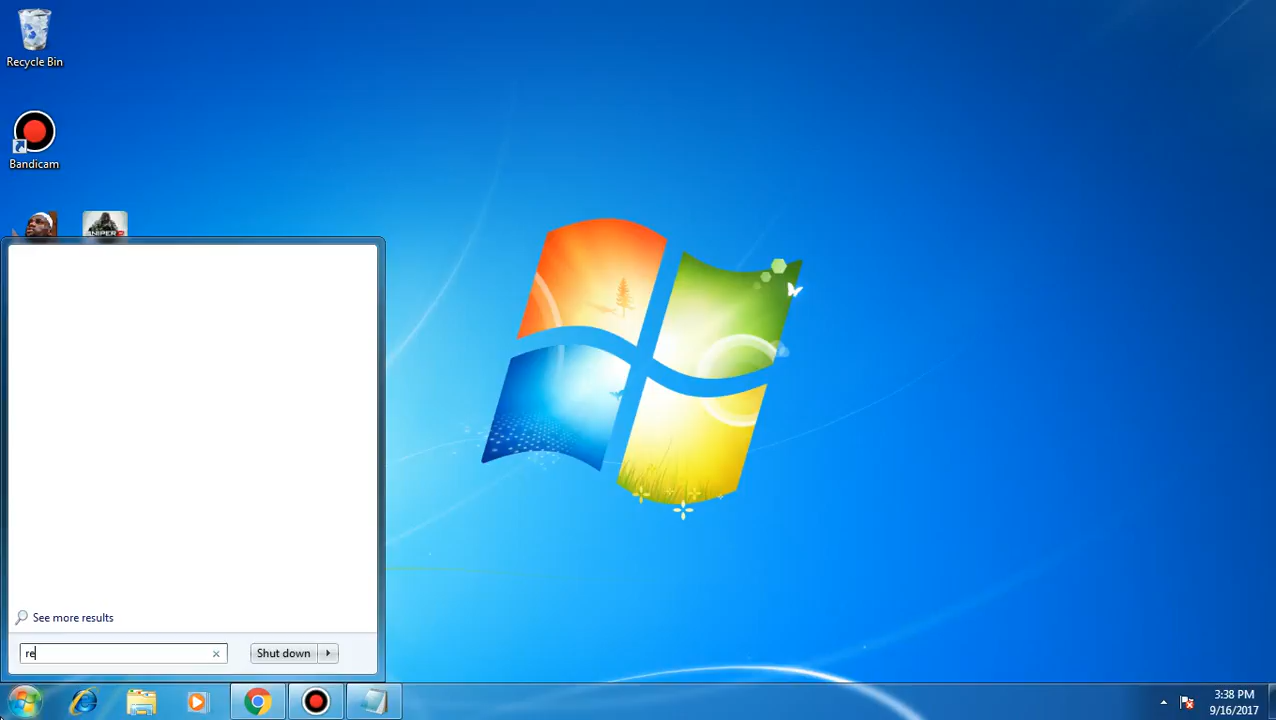 Recycle Bin
Bandicam
See more results
re
Shut down
3:38 PM
9/16/2017